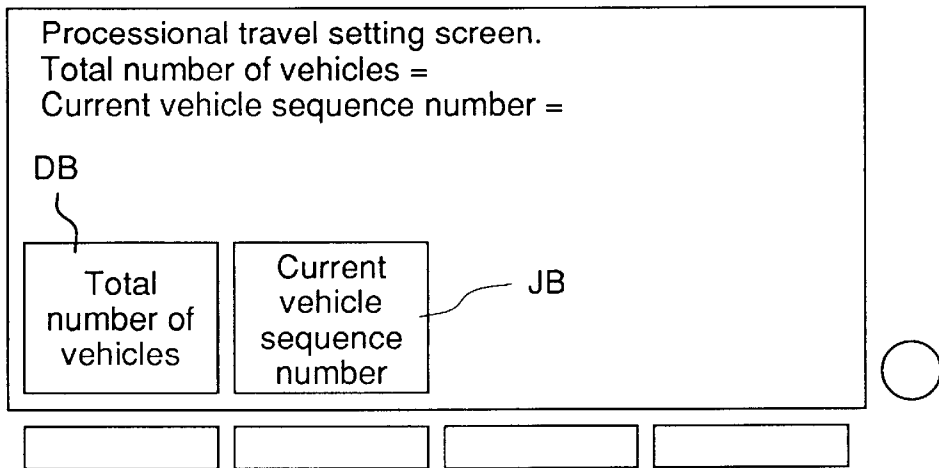 Processional travel setting screen.
Total number of vehicles =
Current vehicle sequence number =
DB
Total
number of
vehicles
Current
vehicle
sequence
number
JB